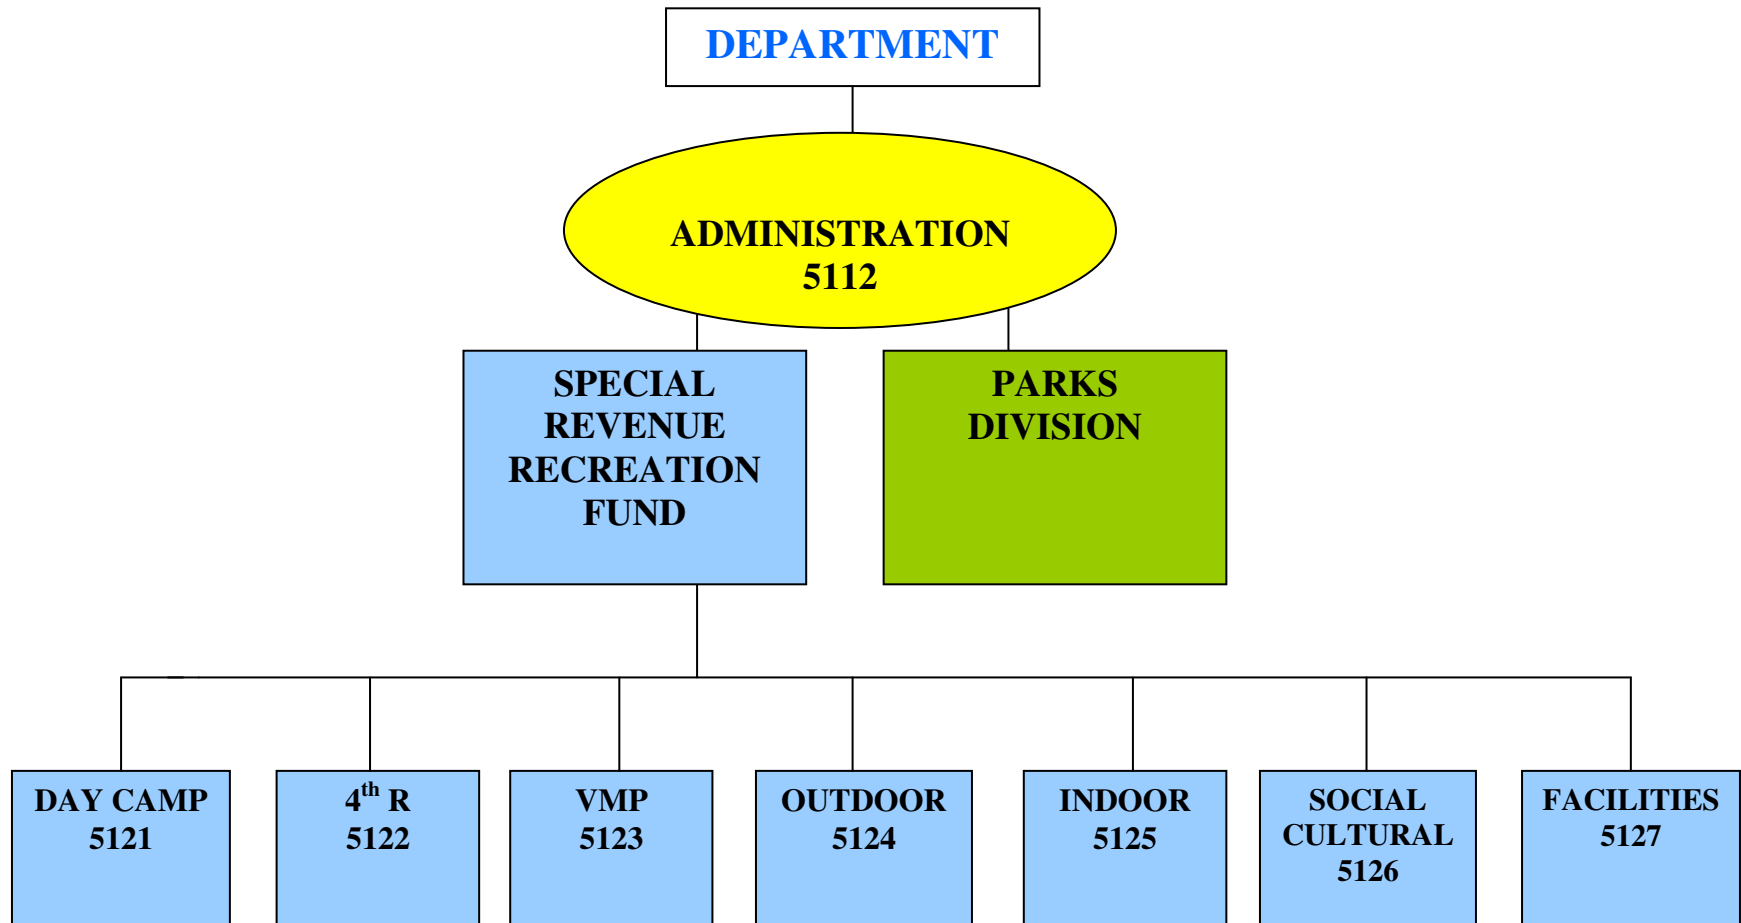 DEPARTMENT
ADMINISTRATION
5112
SPECIAL
REVENUE
RECREATION
FUND
PARKS
DIVISION
DAY CAMP
5121
4th R
5122
VMP
5123
OUTDOOR
5124
INDOOR
5125
SOCIAL
CULTURAL
5126
FACILITIES
5127